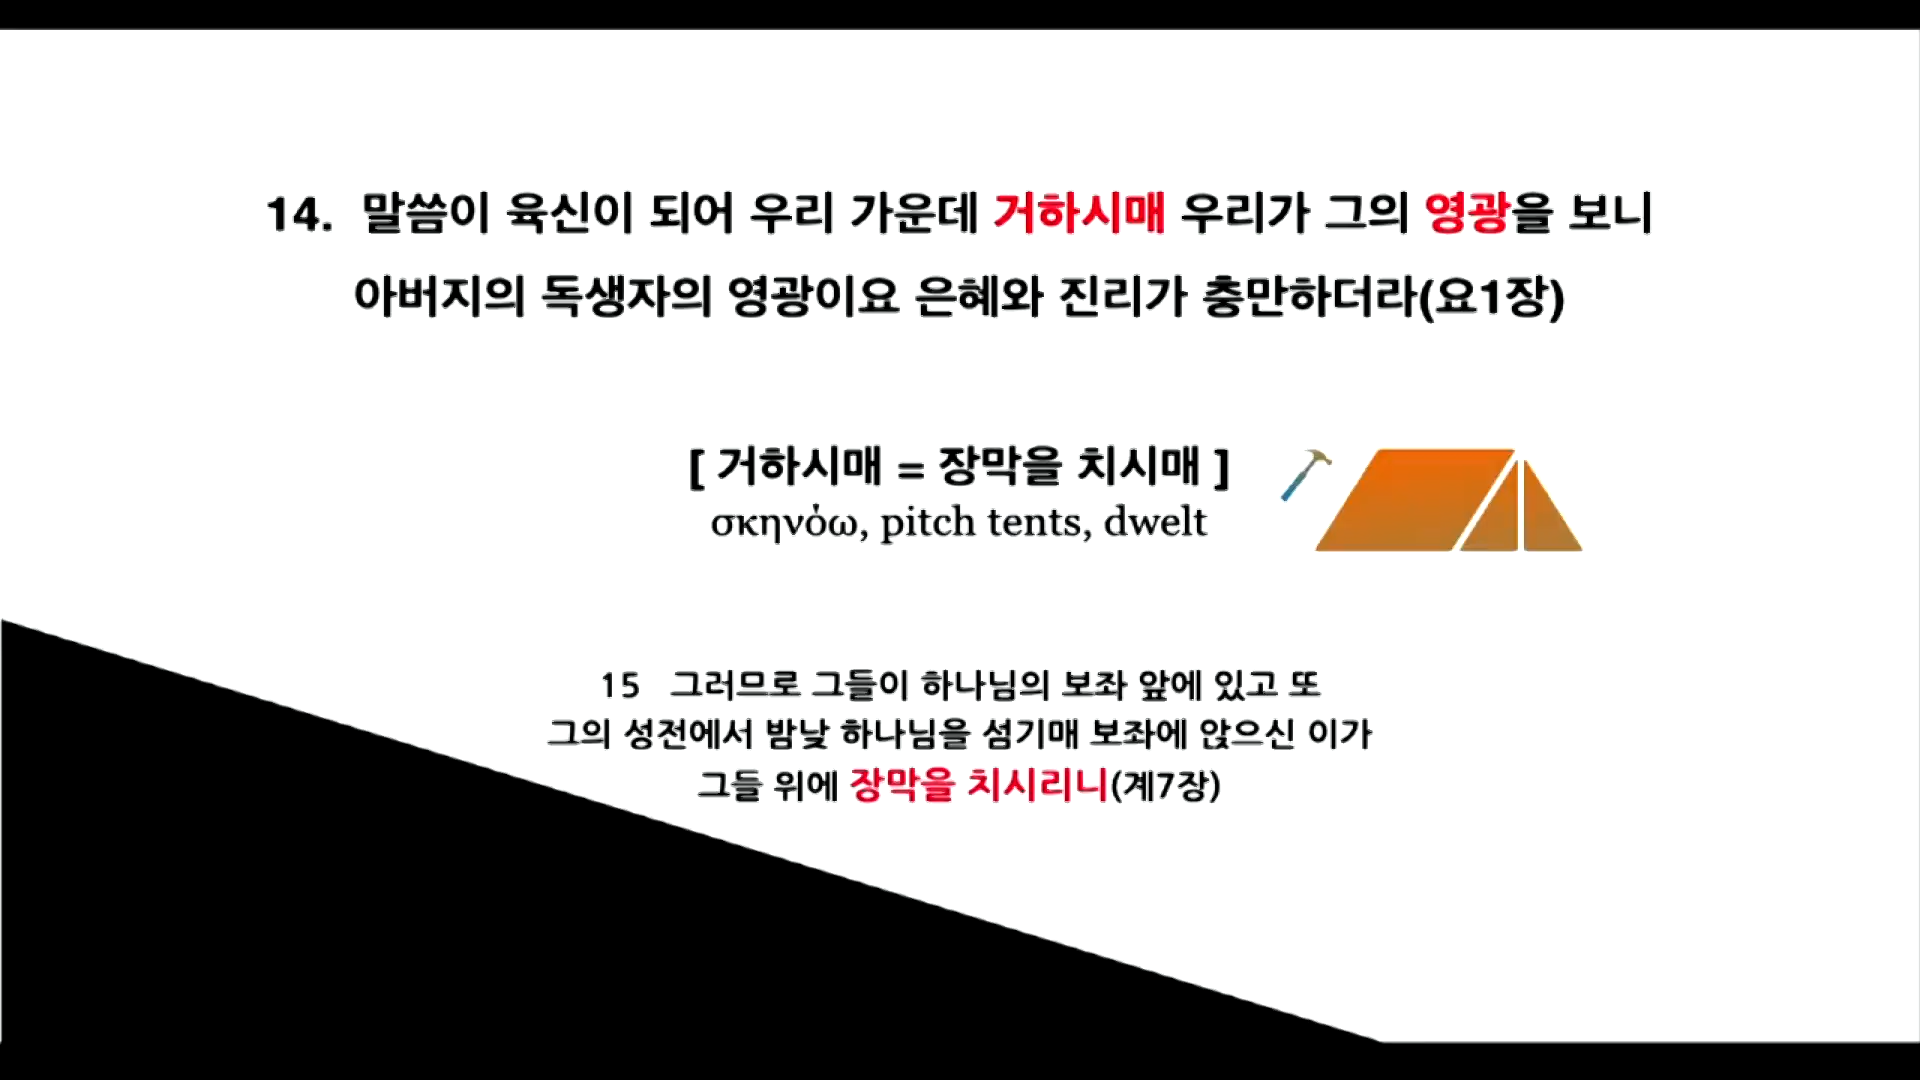 14. 말씀이 육신이 되어 우리 가운데 거하시매 우리가 그의 영광을 보니
아버지의 독생자의 영광이요 은혜와 진리가 충만하더라(요1장)
[ 거하시매 = 장막을 치시매 ]
σκηνόω, pitch tents, dwelt
15 그러므로 그들이 하나님의 보좌 앞에 있고 또
그의 성전에서 밤낮 하나님을 섬기매 보좌에 앉으신 이가
그들 위에 장막을 치시리니(계7장)